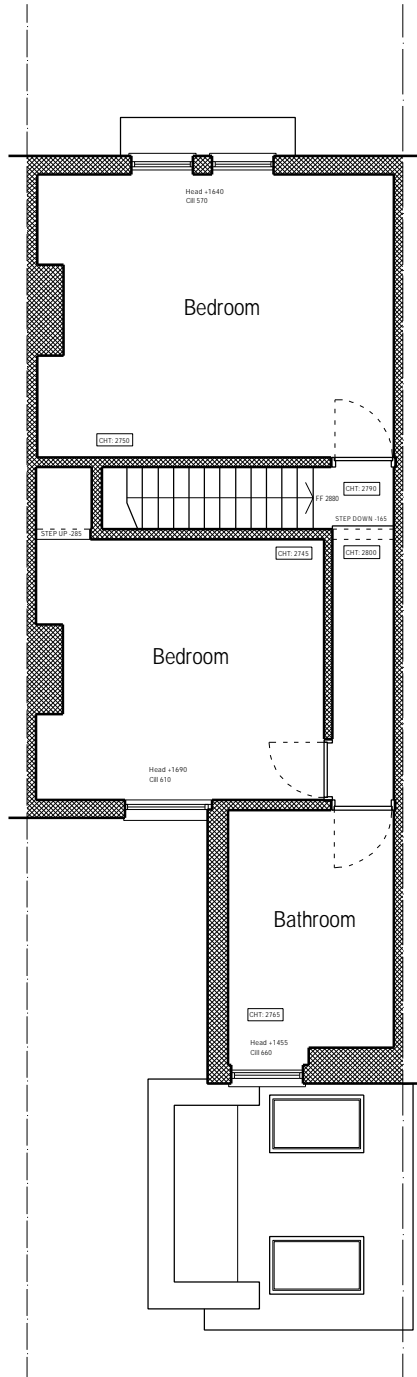 Head +1640
Cill 570
Bedroom
CHT: 2750
CHT: 2790
FF 2880
STEP DOWN -165
STEP UP -285
CHT: 2745
CHT: 2800
Bedroom
Head +1690
Cill 610
Bathroom
CHT: 2765
Head +1455
Cill 660